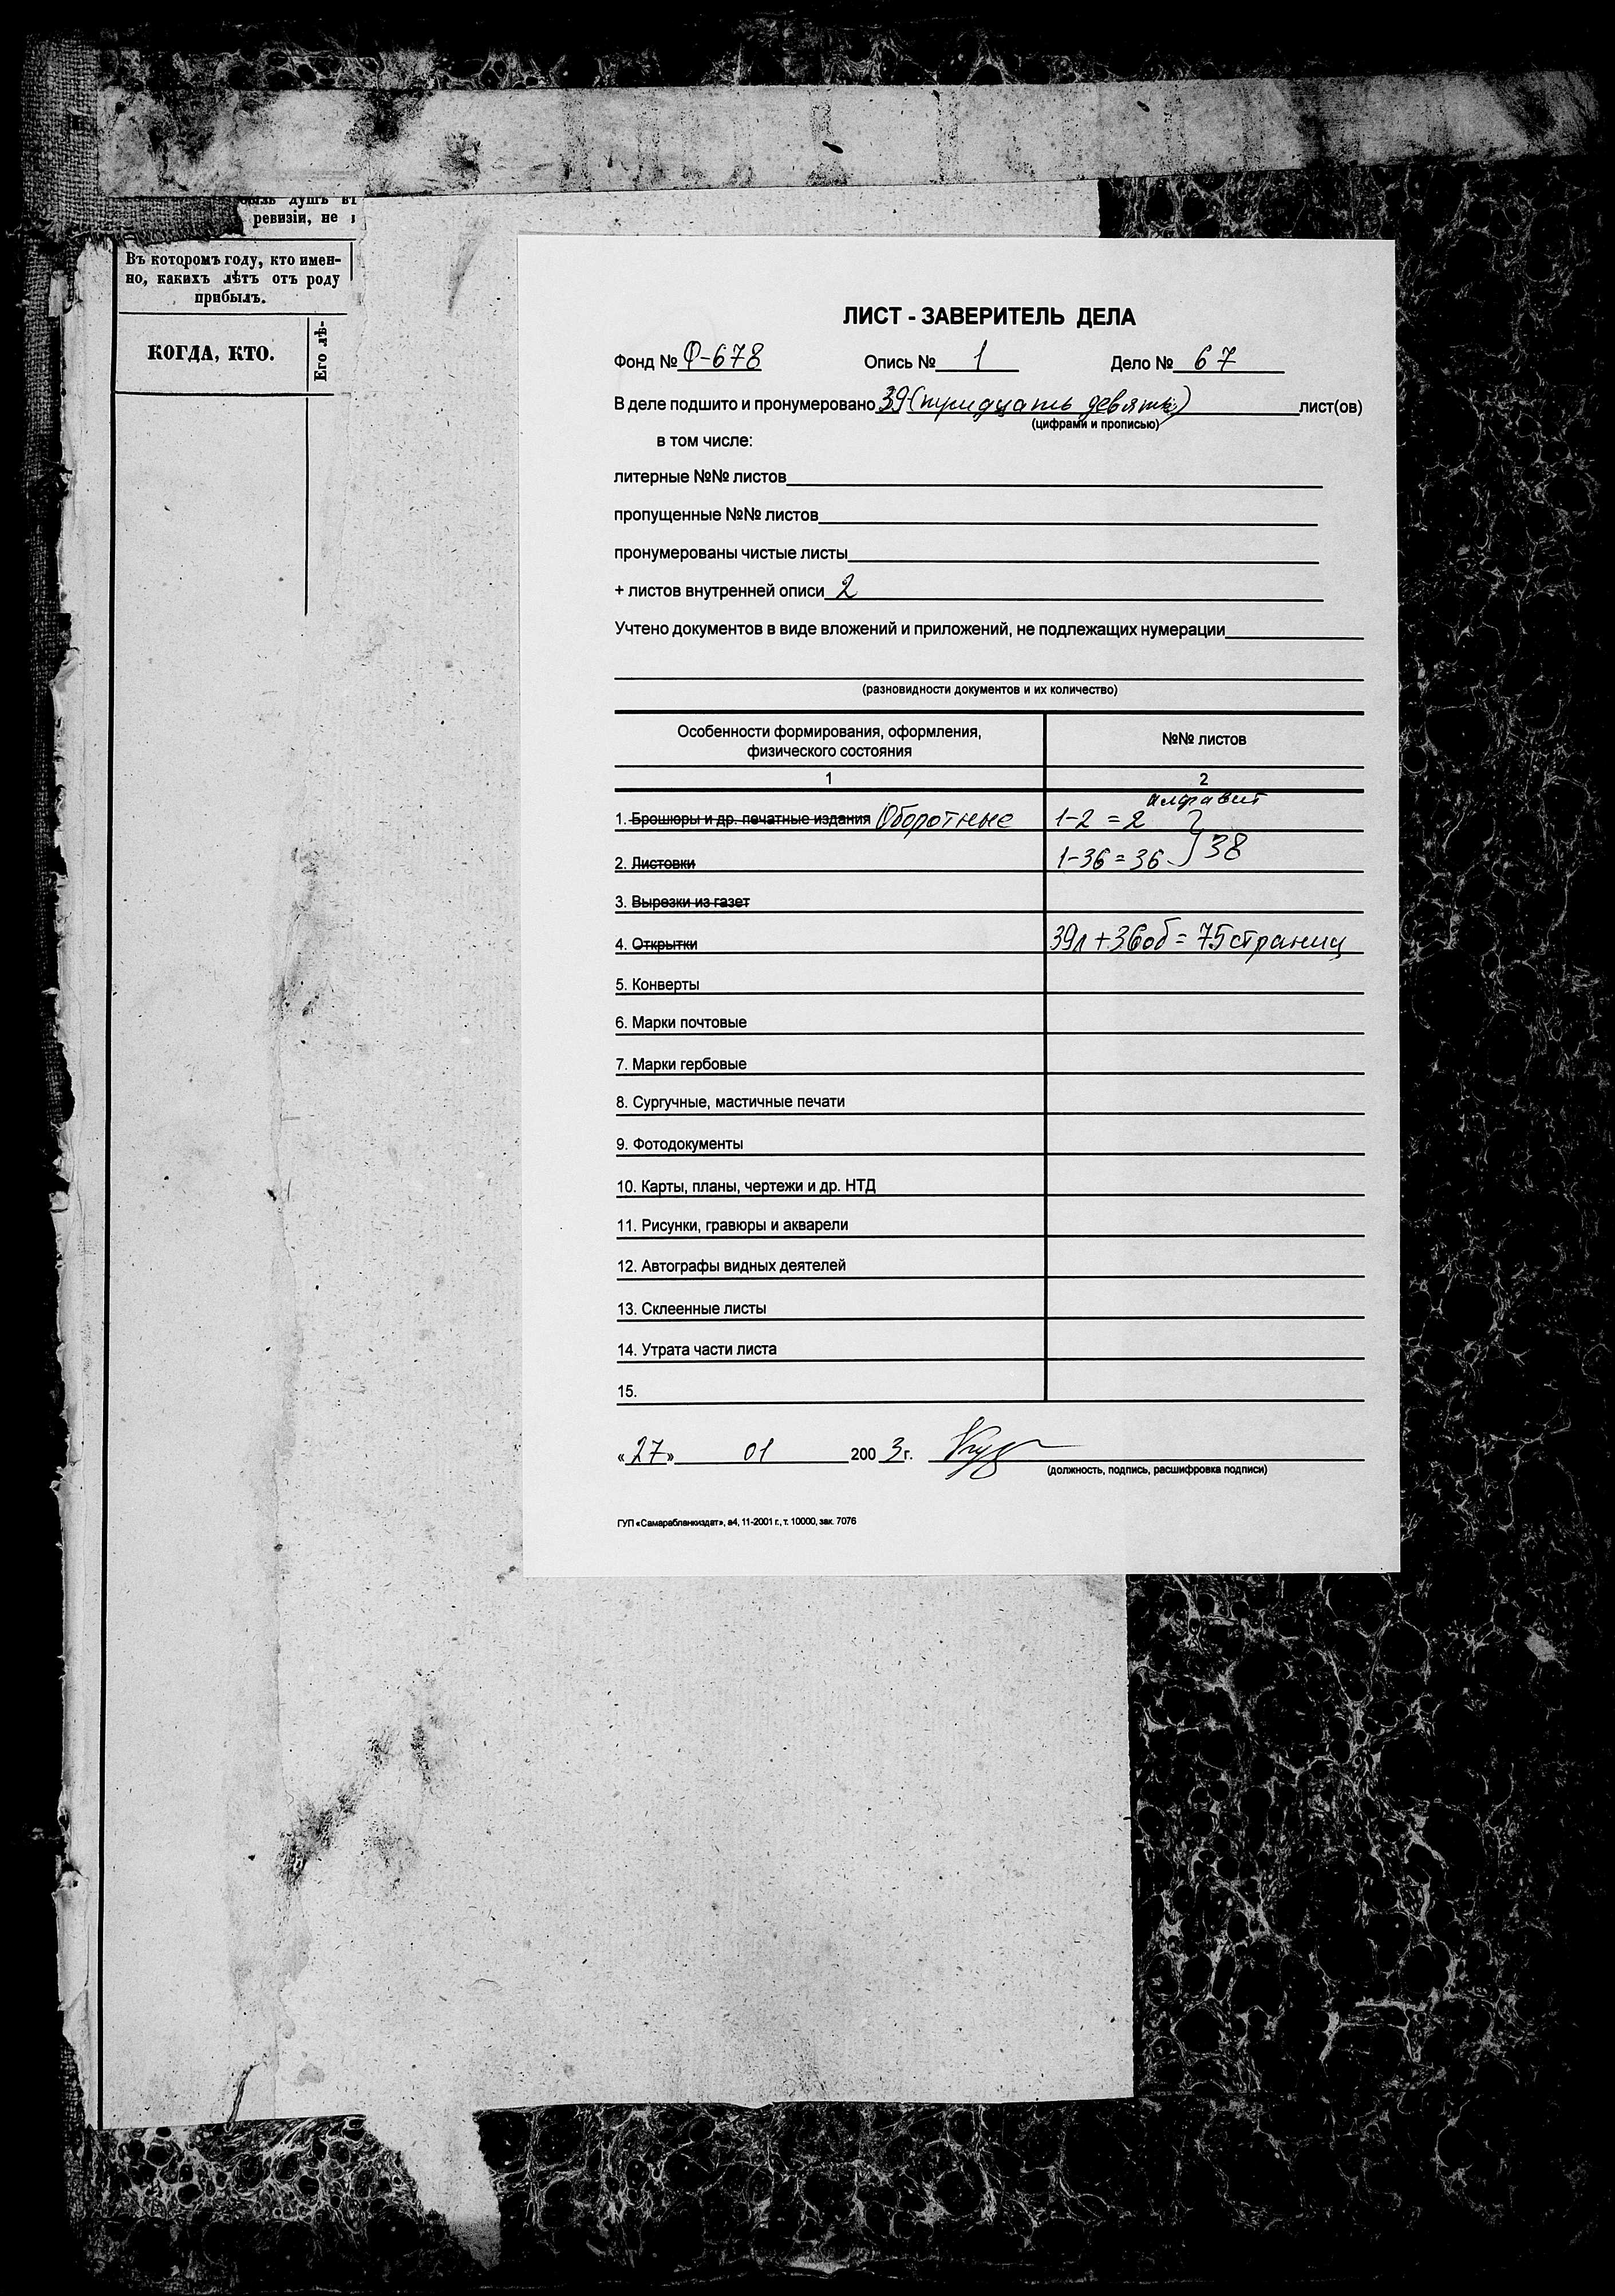 ревизіи, не
Въ которомъ году, кто имен-
но, какихъ лѣтъ отъ роду
прибылъ.
КОГДА, КТО.
Его лѣ-
ЛИСТ - ЗАВЕРИТЕЛЬ ДЕЛА
Фонд № Ф-678 Опись № 1 Дело № 67
В деле подшито и пронумеровано 39 (тридцать девять) лист(ов)
(цифрами и прописью)
в том числе:
литерные №№ листов
пропущенные №№ листов
пронумерованы чистые листы
+ листов внутренней описи 2
Учтено документов в виде вложений и приложений, не подлежащих нумерации
(разновидности документов и их количество)
Особенности формирования, оформления,
физического состояния
№№ листов
1 2
алфавит
1. Брошюры и др. печатные издания Оборотные 1-2 = 2
2. Листовки 1-36 = 36 } 38
3. Вырезки из газет
4. Открытки 39л + 36об = 75 страниц
5. Конверты
6. Марки почтовые
7. Марки гербовые
8. Сургучные, мастичные печати
9. Фотодокументы
10. Карты, планы, чертежи и др. НТД
11. Рисунки, гравюры и акварели
12. Автографы видных деятелей
13. Склеенные листы
14. Утрата части листа
15.
«27» 01 2003г.
(должность, подпись, расшифровка подписи)
ГУП «Самарабланкиздат», а4, 11-2001 г., т. 10000, зак. 7076